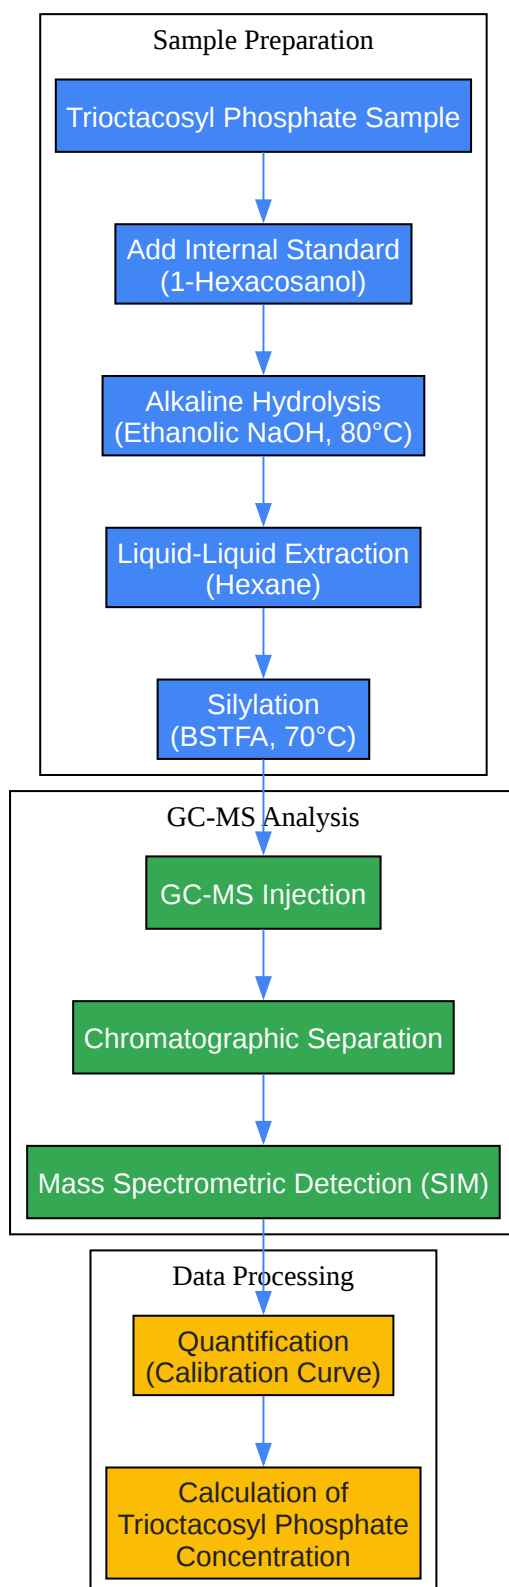 Sample Preparation
Trioctacosyl Phosphate Sample
Add Internal Standard
(1-Hexacosanol)
Alkaline Hydrolysis
(Ethanolic NaOH, 80°C)
Liquid-Liquid Extraction
(Hexane)
Silylation
(BSTFA, 70°C)
GC-MS Analysis
GC-MS Injection
Chromatographic Separation
Mass Spectrometric Detection (SIM)
Data Processing
Quantification
(Calibration Curve)
Calculation of
Trioctacosyl Phosphate
Concentration